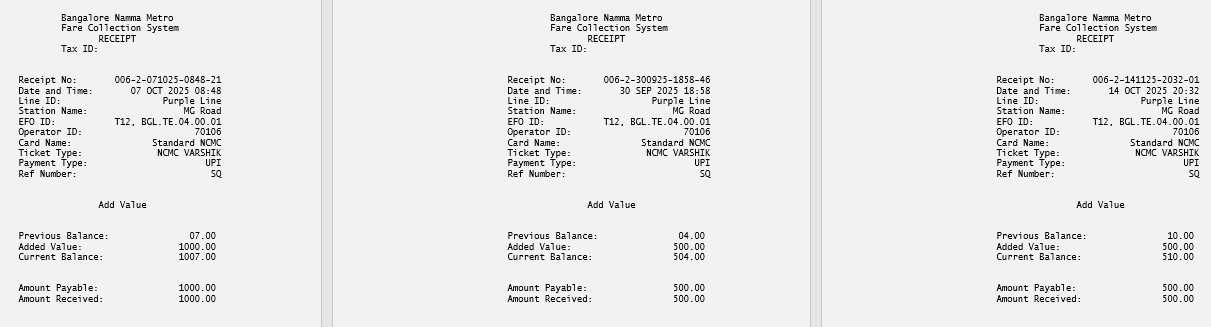 Bangalore Namma Metro
Fare Collection System
RECEIPT
Tax ID:
Receipt No: 006-2-071025-0848-21
Date and Time: 07 OCT 2025 08:48
Line ID: Purple Line
Station Name: MG Road
EFO ID: T12, BGL.TE.04.00.01
Operator ID: 70106
Card Name: Standard NCMC
Ticket Type: NCMC VARSHIK
Payment Type: UPI
Ref Number: SQ
Add Value
Previous Balance: 07.00
Added Value: 1000.00
Current Balance: 1007.00
Amount Payable: 1000.00
Amount Received: 1000.00
Bangalore Namma Metro
Fare Collection System
RECEIPT
Tax ID:
Receipt No: 006-2-300925-1858-46
Date and Time: 30 SEP 2025 18:58
Line ID: Purple Line
Station Name: MG Road
EFO ID: T12, BGL.TE.04.00.01
Operator ID: 70106
Card Name: Standard NCMC
Ticket Type: NCMC VARSHIK
Payment Type: UPI
Ref Number: SQ
Add Value
Previous Balance: 04.00
Added Value: 500.00
Current Balance: 504.00
Amount Payable: 500.00
Amount Received: 500.00
Bangalore Namma Metro
Fare Collection System
RECEIPT
Tax ID:
Receipt No: 006-2-141125-2032-01
Date and Time: 14 OCT 2025 20:32
Line ID: Purple Line
Station Name: MG Road
EFO ID: T12, BGL.TE.04.00.01
Operator ID: 70106
Card Name: Standard NCMC
Ticket Type: NCMC VARSHIK
Payment Type: UPI
Ref Number: SQ
Add Value
Previous Balance: 10.00
Added Value: 500.00
Current Balance: 510.00
Amount Payable: 500.00
Amount Received: 500.00